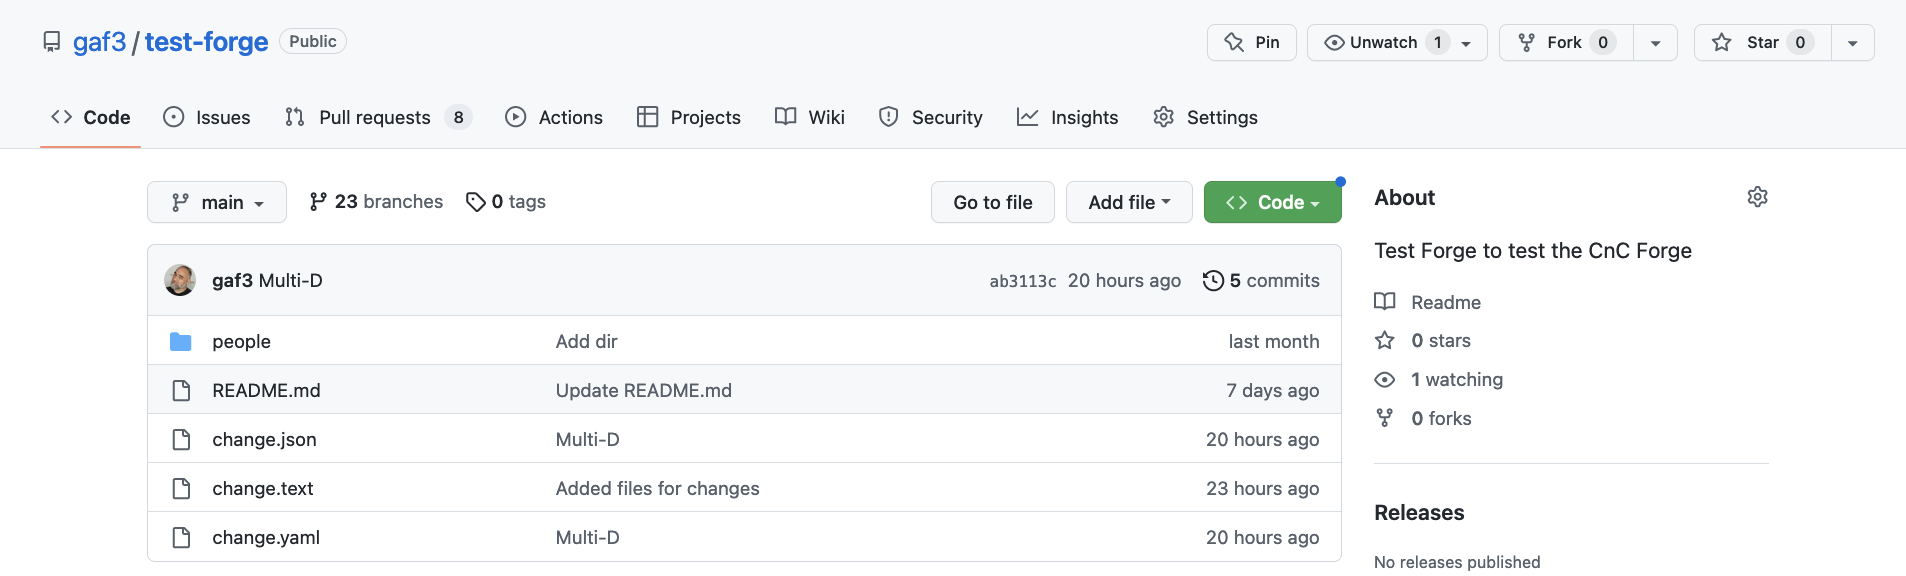 gaf3 / test-forge Public
Pin Unwatch 1 Fork 0 Star 0
Code Issues Pull requests 8 Actions Projects Wiki Security Insights Settings
main 23 branches 0 tags Go to file Add file Code
gaf3 Multi-D ab3113c 20 hours ago 5 commits
people Add dir last month
README.md Update README.md 7 days ago
change.json Multi-D 20 hours ago
change.text Added files for changes 23 hours ago
change.yaml Multi-D 20 hours ago
About
Test Forge to test the CnC Forge
Readme
0 stars
1 watching
0 forks
Releases
No releases published